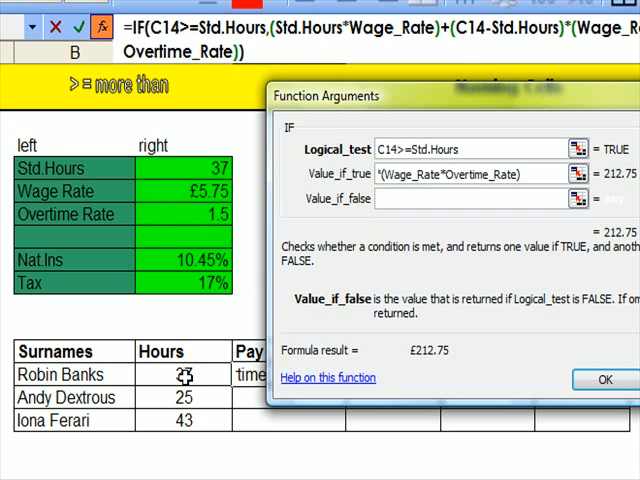 =IF(C14>=Std.Hours,(Std.Hours*Wage_Rate)+(C14-Std.Hours)*(Wage_R
Overtime_Rate))
B
> = more than
Function Arguments
IF
Logical_test C14>=Std.Hours = TRUE
Value_if_true *(Wage_Rate*Overtime_Rate) = 212.75
Value_if_false = any
= 212.75
Checks whether a condition is met, and returns one value if TRUE, and anoth
FALSE.
Value_if_false is the value that is returned if Logical_test is FALSE. If om
returned.
Formula result = £212.75
Help on this function
OK
left right
Std.Hours 37
Wage Rate £5.75
Overtime Rate 1.5
Nat.Ins 10.45%
Tax 17%
Surnames Hours Pay
Robin Banks time
Andy Dextrous 25
Iona Ferari 43